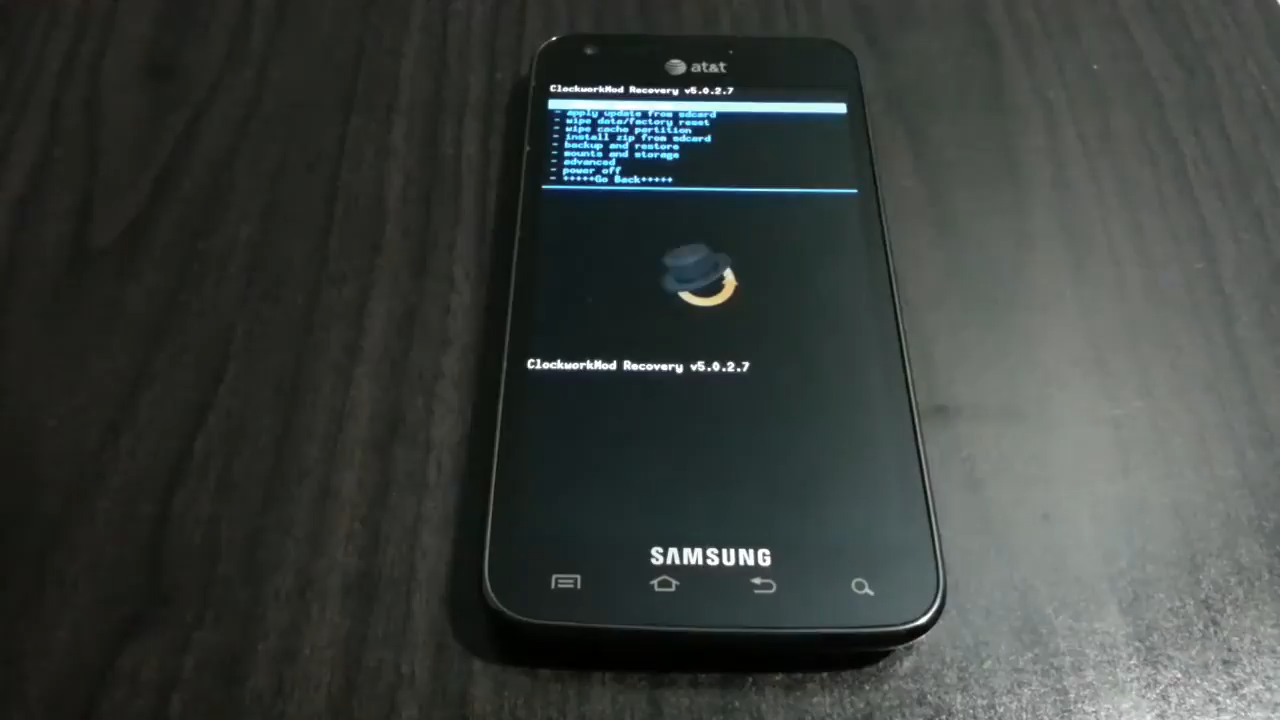 at&t
ClockworkMod Recovery v5.0.2.7
- apply update from sdcard
- wipe data/factory reset
- wipe cache partition
- install zip from sdcard
- backup and restore
- mounts and storage
- advanced
- power off
- +++++Go Back+++++
ClockworkMod Recovery v5.0.2.7
SAMSUNG